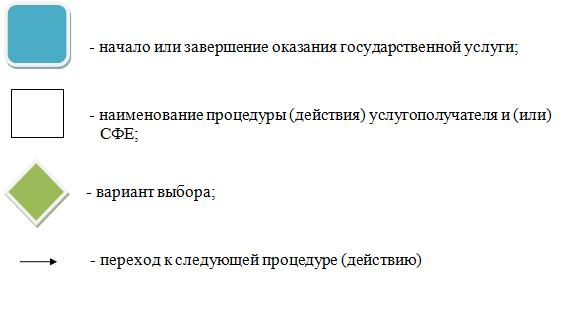 - начало или завершение оказания государственной услуги;
- наименование процедуры (действия) услугополучателя и (или)
СФЕ;
- вариант выбора;
- переход к следующей процедуре (действию)